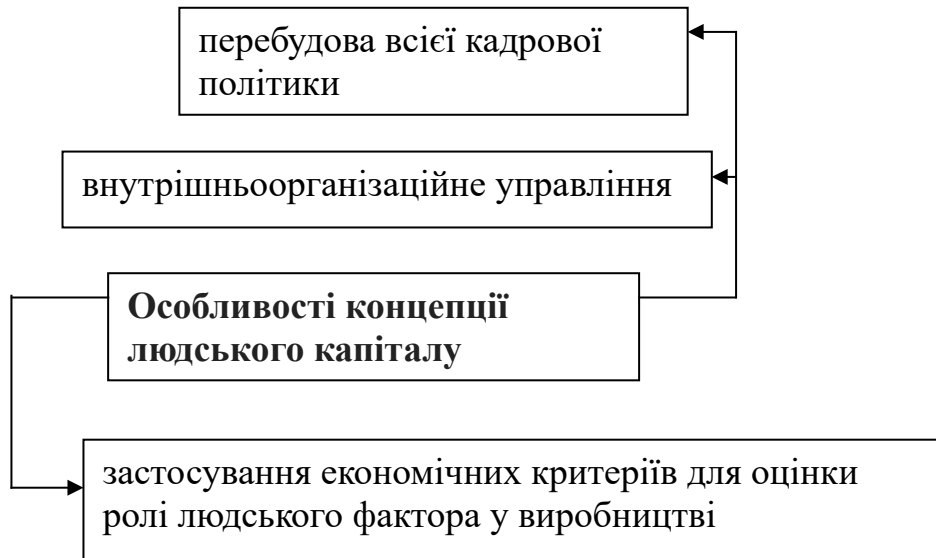 перебудова всієї кадрової
політики
внутрішньоорганізаційне управління
Особливості концепції
людського капіталу
застосування економічних критеріїв для оцінки
ролі людського фактора у виробництві